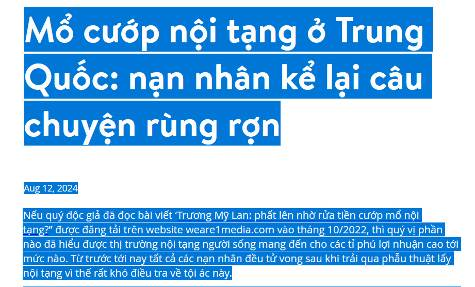 Mổ cướp nội tạng ở Trung
Quốc: nạn nhân kể lại câu
chuyện rùng rợn
Aug 12, 2024
Nếu quý độc giả đã đọc bài viết 'Trương Mỹ Lan: phất lên nhờ rửa tiền cướp mổ nội
tạng?" được đăng tải trên website weare1media.com vào tháng 10/2022, thì quý vị phần
nào đã hiểu được thị trường nội tạng người sống mang đến cho các tỉ phú lợi nhuận cao tới
mức nào. Từ trước tới nay tất cả các nạn nhân đều tử vong sau khi trải qua phẫu thuật lấy
nội tạng vì thế rất khó điều tra về tội ác này.